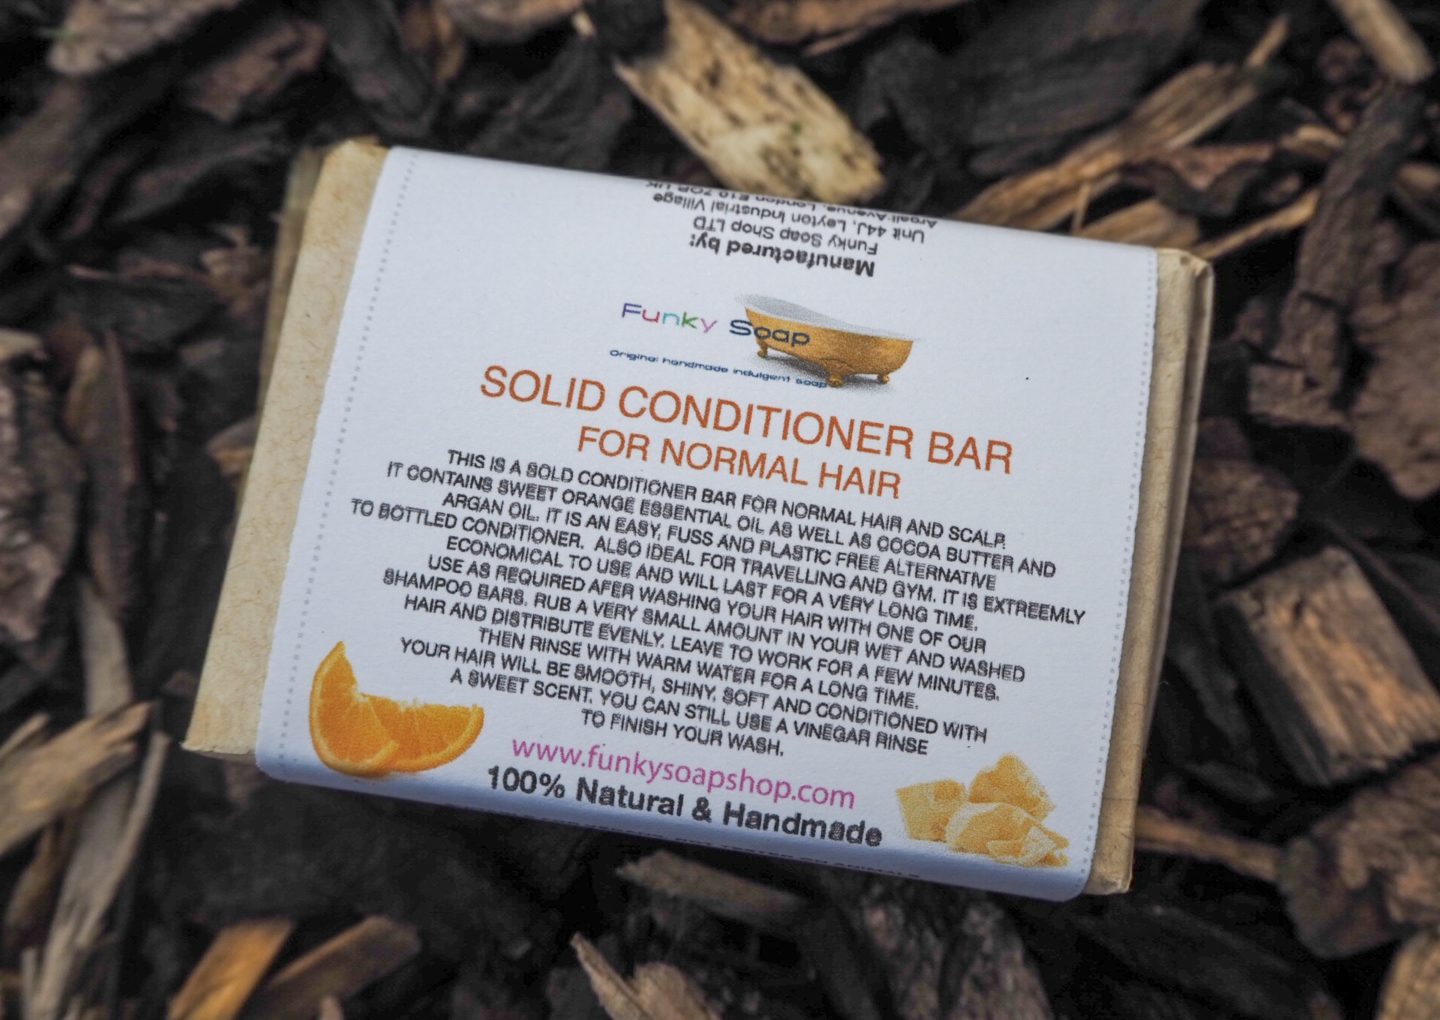 Manufactured by:
Funky Soap Shop LTD
Unit 44J, Leyton Industrial Village
Argall Avenue, London E10 7QP UK
Funky Soap
Original handmade indulgent soap
SOLID CONDITIONER BAR
FOR NORMAL HAIR
THIS IS A SOLD CONDITIONER BAR FOR NORMAL HAIR AND SCALP.
IT CONTAINS SWEET ORANGE ESSENTIAL OIL AS WELL AS COCOA BUTTER AND
ARGAN OIL. IT IS AN EASY, FUSS AND PLASTIC FREE ALTERNATIVE
TO BOTTLED CONDITIONER. ALSO IDEAL FOR TRAVELLING AND GYM. IT IS EXTREEMLY
ECONOMICAL TO USE AND WILL LAST FOR A VERY LONG TIME.
USE AS REQUIRED AFER WASHING YOUR HAIR WITH ONE OF OUR
SHAMPOO BARS. RUB A VERY SMALL AMOUNT IN YOUR WET AND WASHED
HAIR AND DISTRIBUTE EVENLY. LEAVE TO WORK FOR A FEW MINUTES.
THEN RINSE WITH WARM WATER FOR A LONG TIME.
YOUR HAIR WILL BE SMOOTH, SHINY, SOFT AND CONDITIONED WITH
A SWEET SCENT. YOU CAN STILL USE A VINEGAR RINSE
TO FINISH YOUR WASH.
www.funkysoapshop.com
100% Natural & Handmade